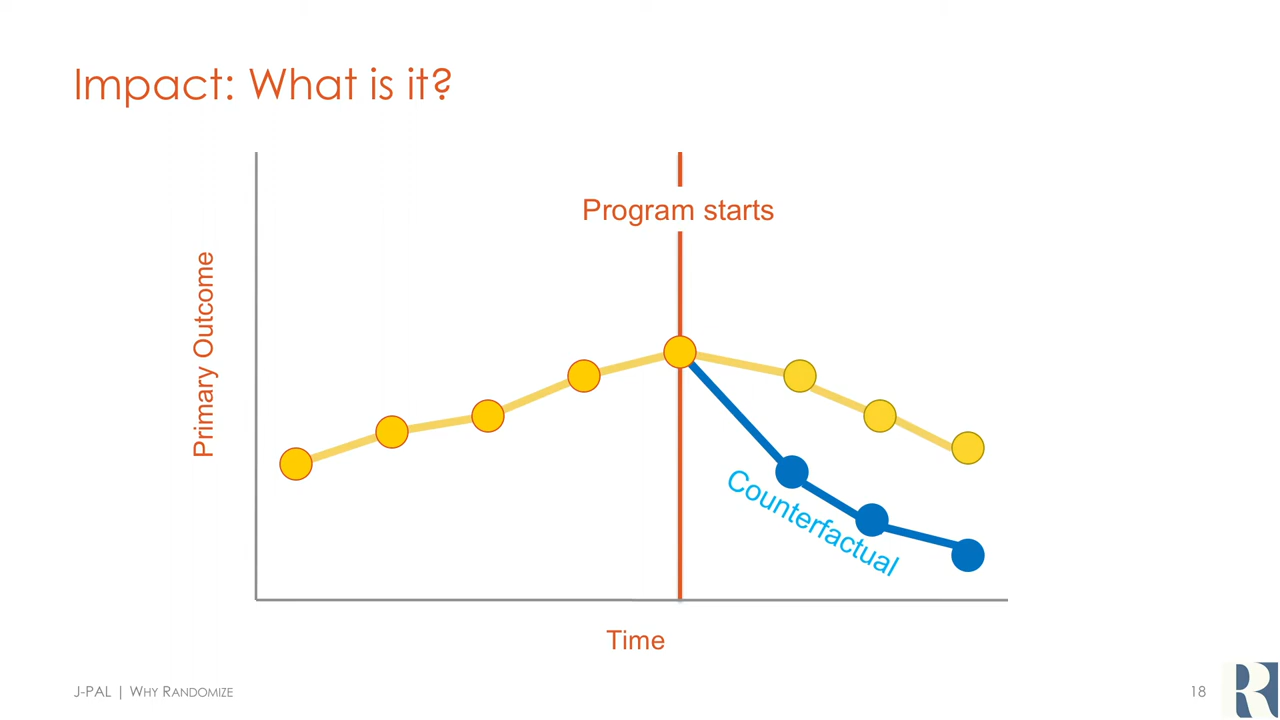 Impact: What is it?
Program starts
Primary Outcome
Counterfactual
Time
J-PAL | WHY RANDOMIZE
18
R